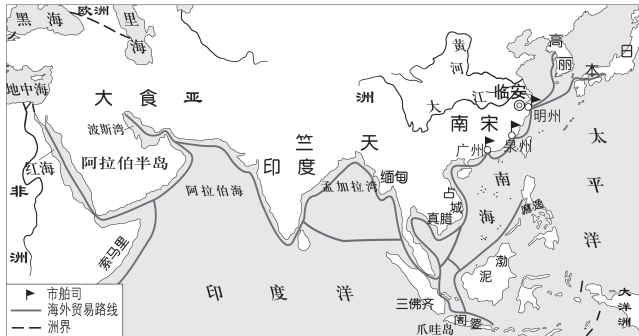 黑海
欧洲
里海
地中海
大食
亚洲
波斯湾
阿拉伯半岛
红海
非洲
索马里
阿拉伯海
天竺
印度
孟加拉湾
缅甸
黄河
大江
临安
南宋
明州
泉州
广州
高丽
日本
太平洋
南海
占城
真腊
麻逸
渤泥
三佛齐
阇婆
爪哇岛
印度洋
大洋洲
市舶司
海外贸易路线
洲界